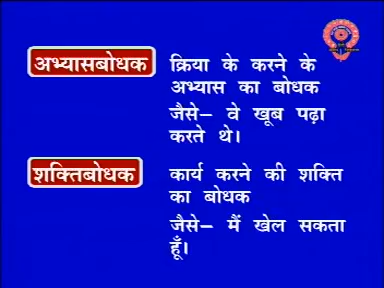 अभ्यासबोधक
क्रिया के करने के
अभ्यास का बोधक
जैसे– वे खूब पढ़ा
करते थे।
शक्तिबोधक
कार्य करने की शक्ति
का बोधक
जैसे– मैं खेल सकता
हूँ।